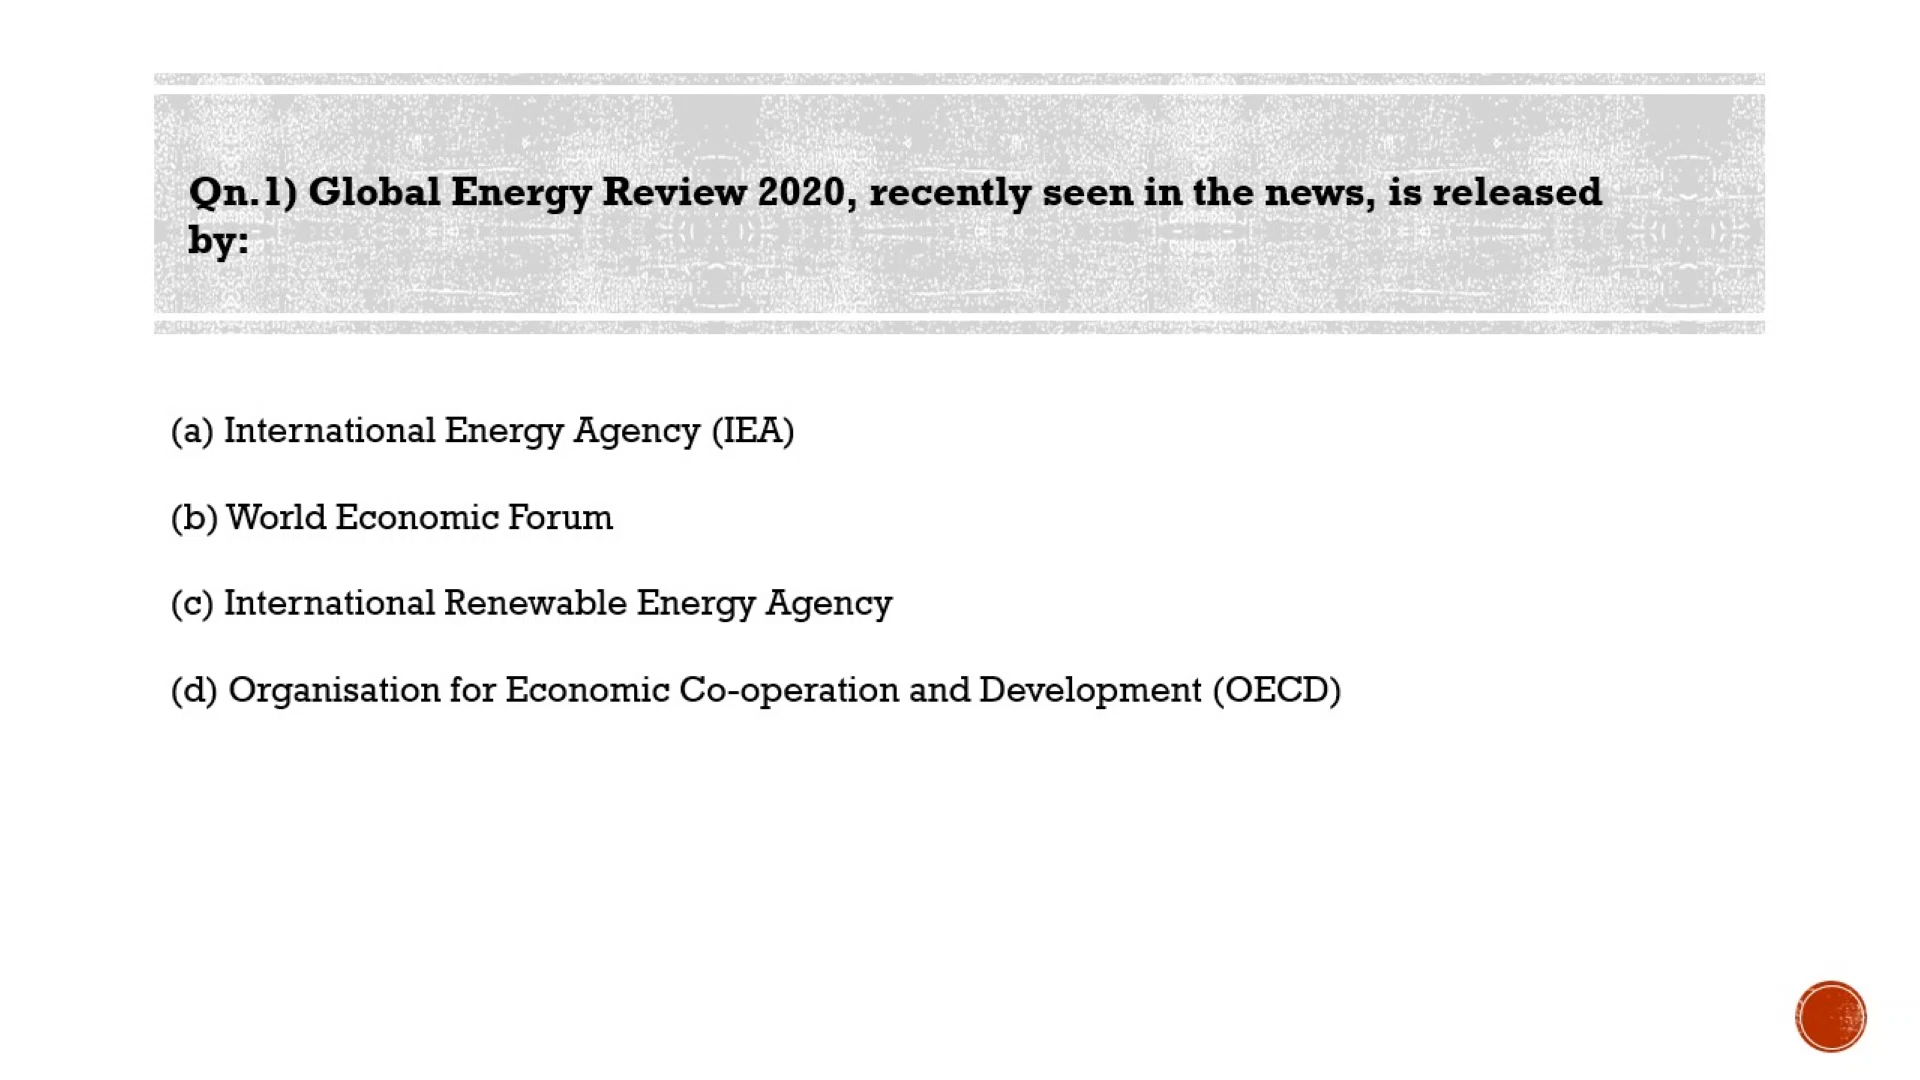 Qn.1) Global Energy Review 2020, recently seen in the news, is released
by:
(a) International Energy Agency (IEA)
(b) World Economic Forum
(c) International Renewable Energy Agency
(d) Organisation for Economic Co-operation and Development (OECD)